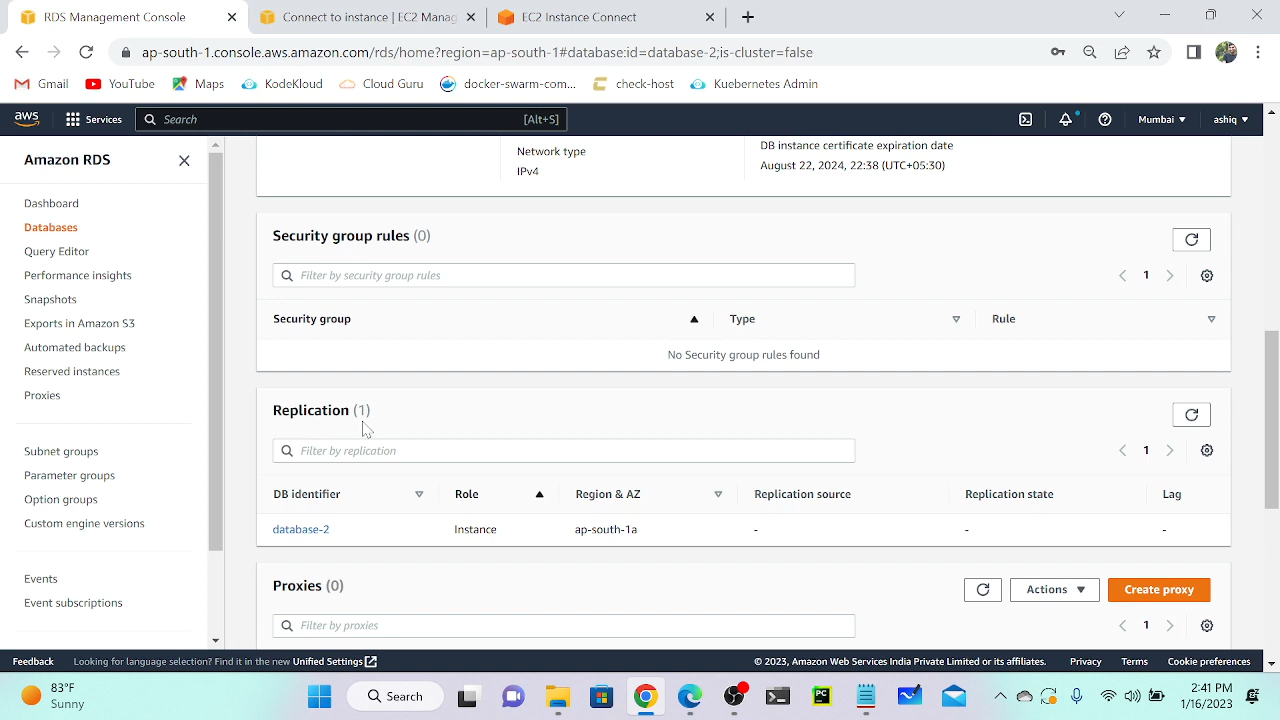 RDS Management Console
Connect to instance | EC2 Manag
EC2 Instance Connect
ap-south-1.console.aws.amazon.com/rds/home?region=ap-south-1#database:id=database-2;is-cluster=false
Gmail
YouTube
Maps
KodeKloud
Cloud Guru
docker-swarm-com...
check-host
Kuebernetes Admin
aws
Services
Search
[Alt+S]
Mumbai
ashiq
Amazon RDS
Dashboard
Databases
Query Editor
Performance insights
Snapshots
Exports in Amazon S3
Automated backups
Reserved instances
Proxies
Subnet groups
Parameter groups
Option groups
Custom engine versions
Events
Event subscriptions
Network type
IPv4
DB instance certificate expiration date
August 22, 2024, 22:38 (UTC+05:30)
Security group rules (0)
Filter by security group rules
1
Security group
Type
Rule
No Security group rules found
Replication (1)
Filter by replication
1
DB identifier
Role
Region & AZ
Replication source
Replication state
Lag
database-2
Instance
ap-south-1a
-
-
-
Proxies (0)
Actions
Create proxy
Filter by proxies
1
Feedback
Looking for language selection? Find it in the new Unified Settings
© 2023, Amazon Web Services India Private Limited or its affiliates.
Privacy
Terms
Cookie preferences
83°F
Sunny
Search
PC
2:41 PM
1/16/2023